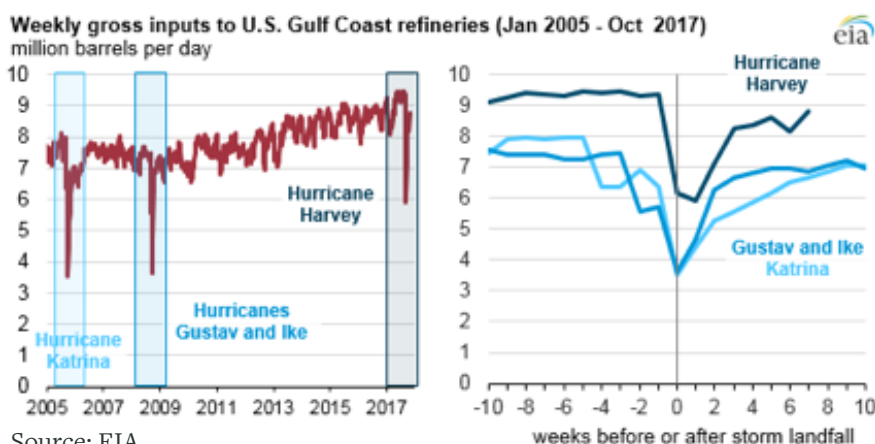 Weekly gross inputs to U.S. Gulf Coast refineries (Jan 2005 - Oct 2017)
million barrels per day
eia
10
9
8
7
6
5
4
3
2
1
0
2005 2007 2009 2011 2013 2015 2017
Hurricane
Katrina
Hurricanes
Gustav and Ike
Hurricane
Harvey
10
9
8
7
6
5
4
3
2
1
0
-10 -8 -6 -4 -2 0 2 4 6 8 10
Hurricane
Harvey
Gustav and Ike
Katrina
weeks before or after storm landfall
Source: EIA